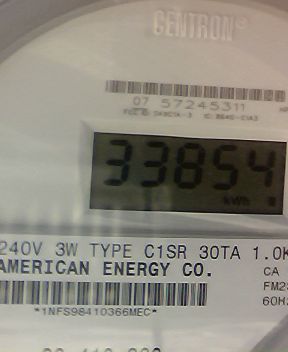 CENTRON®
07 57245311
33854
kWh
240V 3W TYPE C1SR 30TA 1.0K
AMERICAN ENERGY CO.
CA
FM2S
60HZ
*1NFS98410366MEC*